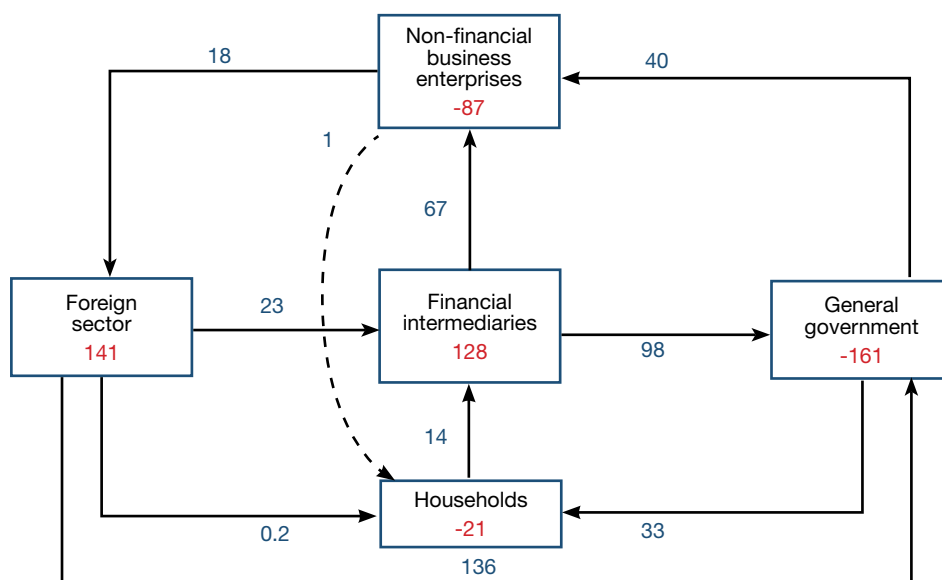 Non-financial
business
enterprises
-87
18
40
1
67
Foreign
sector
141
23
Financial
intermediaries
128
98
General
government
-161
14
Households
-21
0.2
33
136